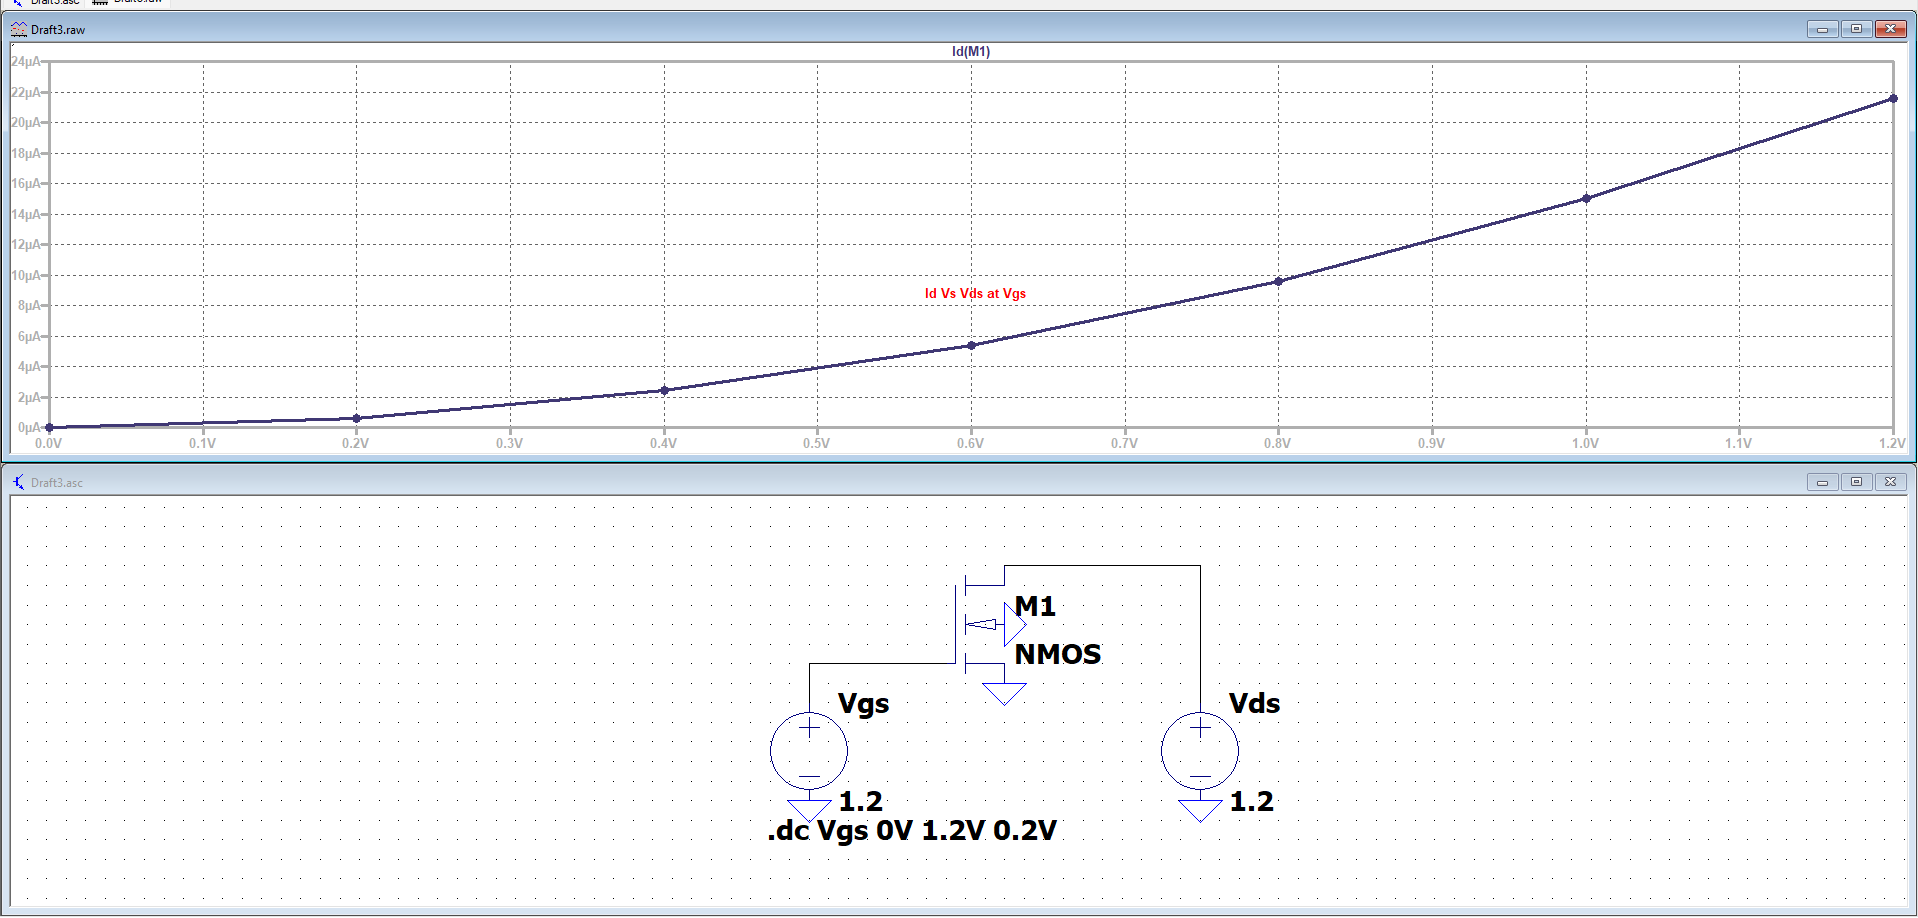 Draft3.asc
Draft3.raw
Id(M1)
24µA
22µA
20µA
18µA
16µA
14µA
12µA
10µA
Id Vs Vds at Vgs
8µA
6µA
4µA
2µA
0µA
0.0V 0.1V 0.2V 0.3V 0.4V 0.5V 0.6V 0.7V 0.8V 0.9V 1.0V 1.1V 1.2V
Draft3.asc
M1
NMOS
Vgs Vds
1.2 1.2
.dc Vgs 0V 1.2V 0.2V